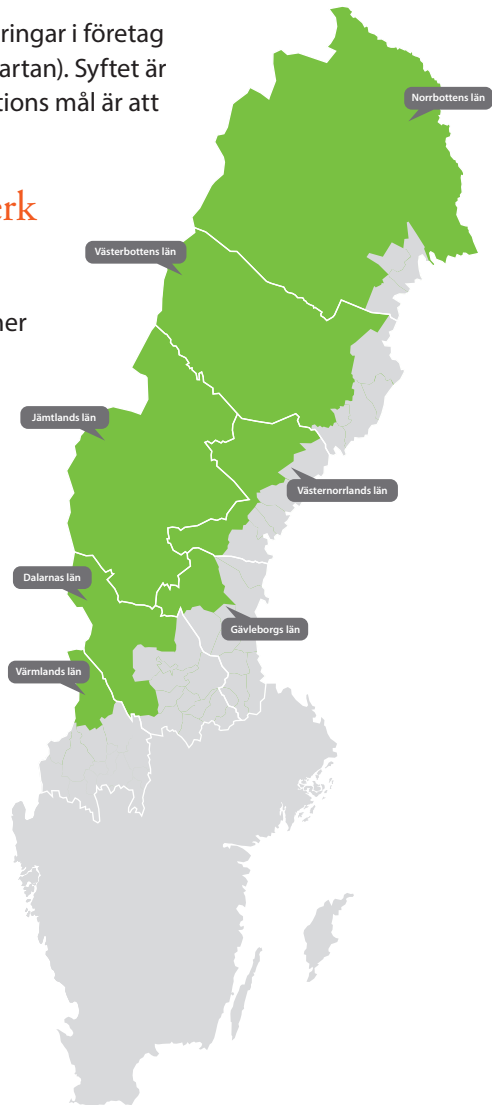 ringar i företag
artan). Syftet är
tions mål är att
erk
ner
Norrbottens län
Västerbottens län
Jämtlands län
Västernorrlands län
Dalarnas län
Gävleborgs län
Värmlands län